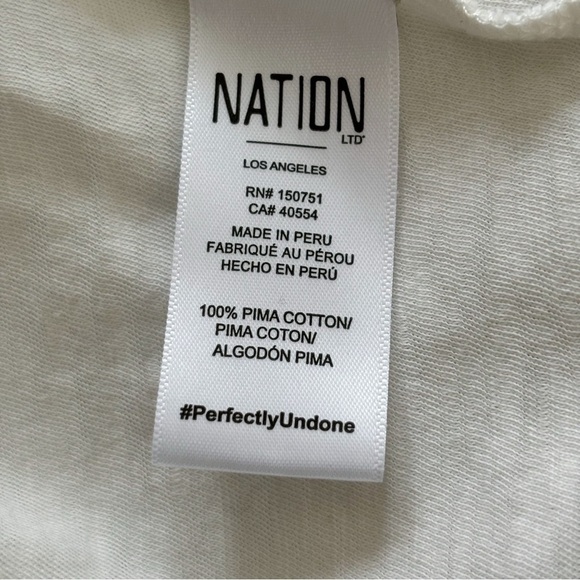 NATION
LTD
LOS ANGELES
RN# 150751
CA# 40554
MADE IN PERU
FABRIQUÉ AU PÉROU
HECHO EN PERÚ
100% PIMA COTTON/
PIMA COTON/
ALGODÓN PIMA
#PerfectlyUndone